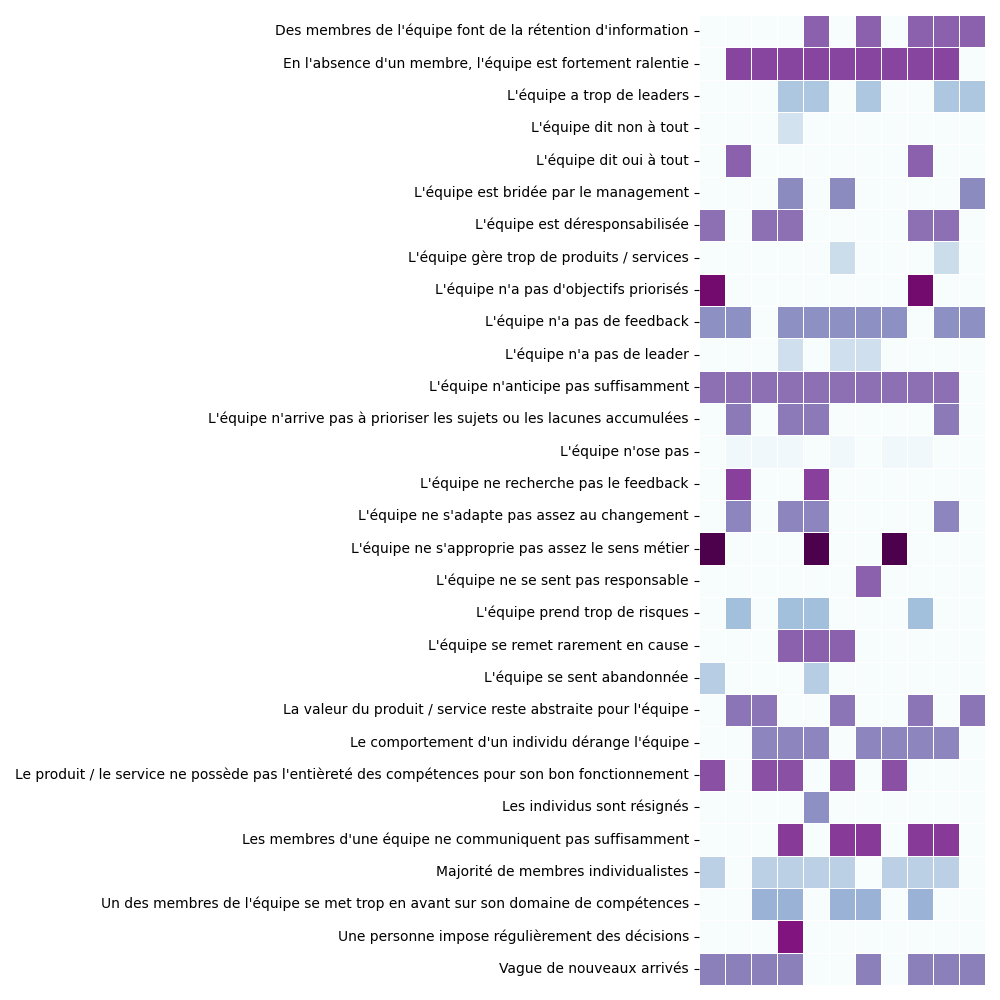 Des membres de l'équipe font de la rétention d'information
En l'absence d'un membre, l'équipe est fortement ralentie
L'équipe a trop de leaders
L'équipe dit non à tout
L'équipe dit oui à tout
L'équipe est bridée par le management
L'équipe est déresponsabilisée
L'équipe gère trop de produits / services
L'équipe n'a pas d'objectifs priorisés
L'équipe n'a pas de feedback
L'équipe n'a pas de leader
L'équipe n'anticipe pas suffisamment
L'équipe n'arrive pas à prioriser les sujets ou les lacunes accumulées
L'équipe n'ose pas
L'équipe ne recherche pas le feedback
L'équipe ne s'adapte pas assez au changement
L'équipe ne s'approprie pas assez le sens métier
L'équipe ne se sent pas responsable
L'équipe prend trop de risques
L'équipe se remet rarement en cause
L'équipe se sent abandonnée
La valeur du produit / service reste abstraite pour l'équipe
Le comportement d'un individu dérange l'équipe
Le produit / le service ne possède pas l'entièreté des compétences pour son bon fonctionnement
Les individus sont résignés
Les membres d'une équipe ne communiquent pas suffisamment
Majorité de membres individualistes
Un des membres de l'équipe se met trop en avant sur son domaine de compétences
Une personne impose régulièrement des décisions
Vague de nouveaux arrivés